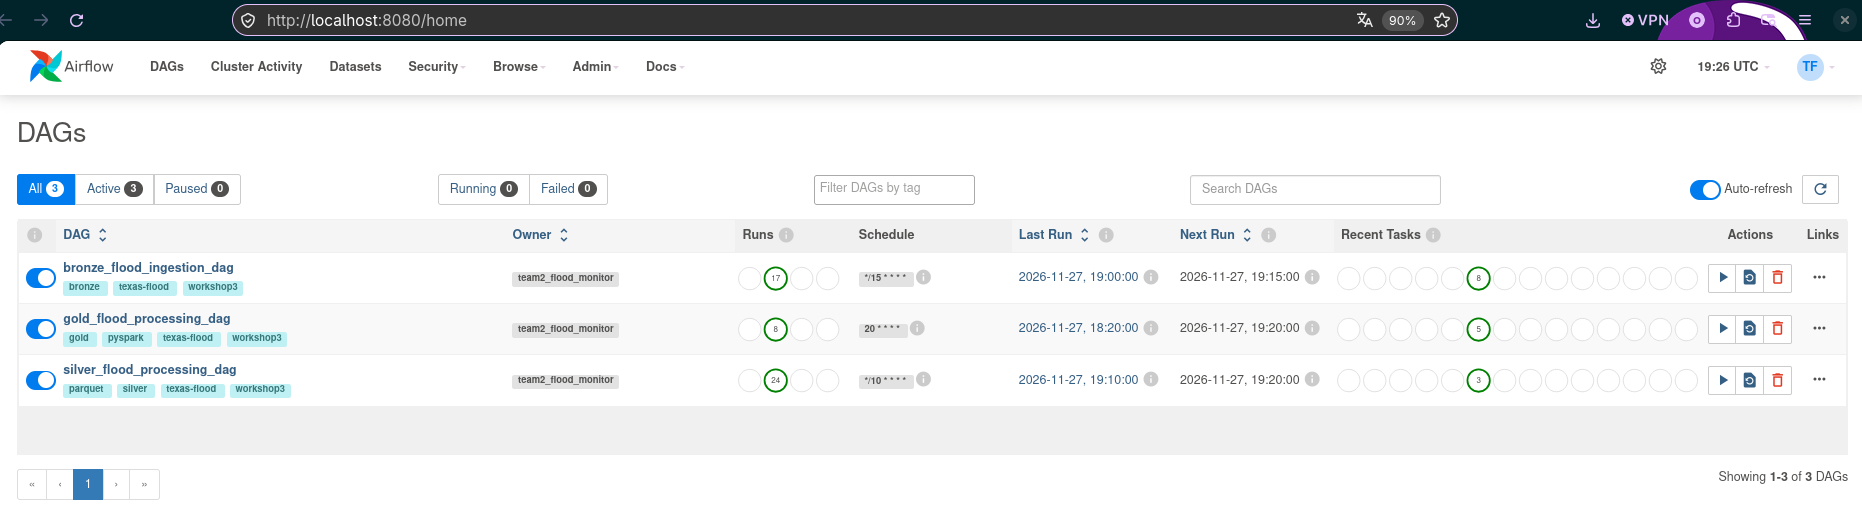 http://localhost:8080/home 90% VPN
Airflow DAGs Cluster Activity Datasets Security Browse Admin Docs 19:26 UTC TF
DAGs
All 3 Active 3 Paused 0 Running 0 Failed 0 Filter DAGs by tag Search DAGs Auto-refresh
DAG Owner Runs Schedule Last Run Next Run Recent Tasks Actions Links
bronze_flood_ingestion_dag
bronze texas-flood workshop3 team2_flood_monitor 17 */15 * * * * 2026-11-27, 19:00:00 2026-11-27, 19:15:00 8
gold_flood_processing_dag
gold pyspark texas-flood workshop3 team2_flood_monitor 8 20 * * * * 2026-11-27, 18:20:00 2026-11-27, 19:20:00 5
silver_flood_processing_dag
parquet silver texas-flood workshop3 team2_flood_monitor 24 */10 * * * * 2026-11-27, 19:10:00 2026-11-27, 19:20:00 3
« ‹ 1 › » Showing 1-3 of 3 DAGs